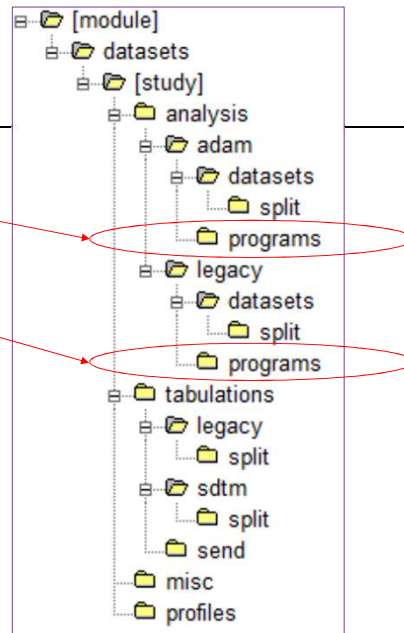 [module]
datasets
[study]
analysis
adam
datasets
split
programs
legacy
datasets
split
programs
tabulations
legacy
split
sdtm
split
send
misc
profiles